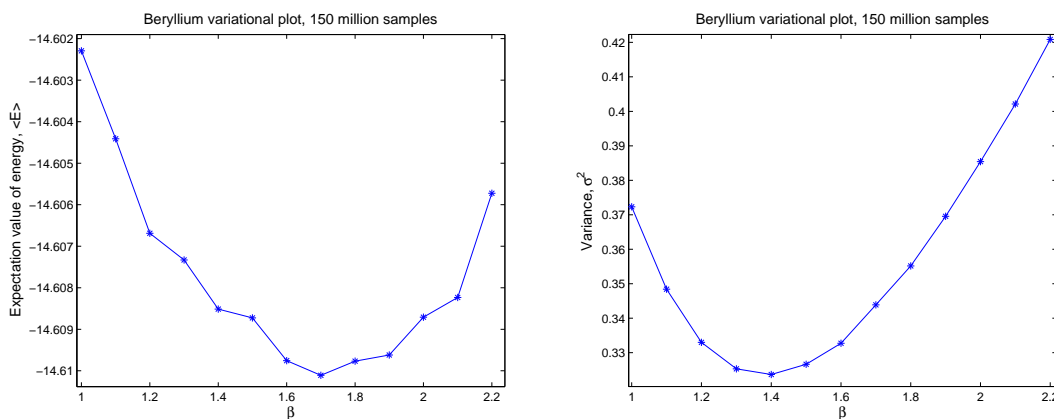 Beryllium variational plot, 150 million samples
−14.602
−14.603
−14.604
−14.605
−14.606
−14.607
−14.608
−14.609
−14.61
Expectation value of energy, <E>
1 1.2 1.4 1.6 1.8 2 2.2
β
Beryllium variational plot, 150 million samples
0.42
0.41
0.4
0.39
0.38
0.37
0.36
0.35
0.34
0.33
Variance, σ²
1 1.2 1.4 1.6 1.8 2 2.2
β